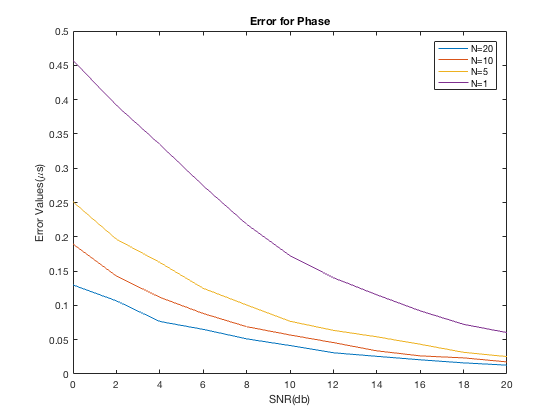 Error for Phase
0.5
0.45
0.4
0.35
0.3
0.25
0.2
0.15
0.1
0.05
0
Error Values(μs)
N=20
N=10
N=5
N=1
0 2 4 6 8 10 12 14 16 18 20
SNR(db)